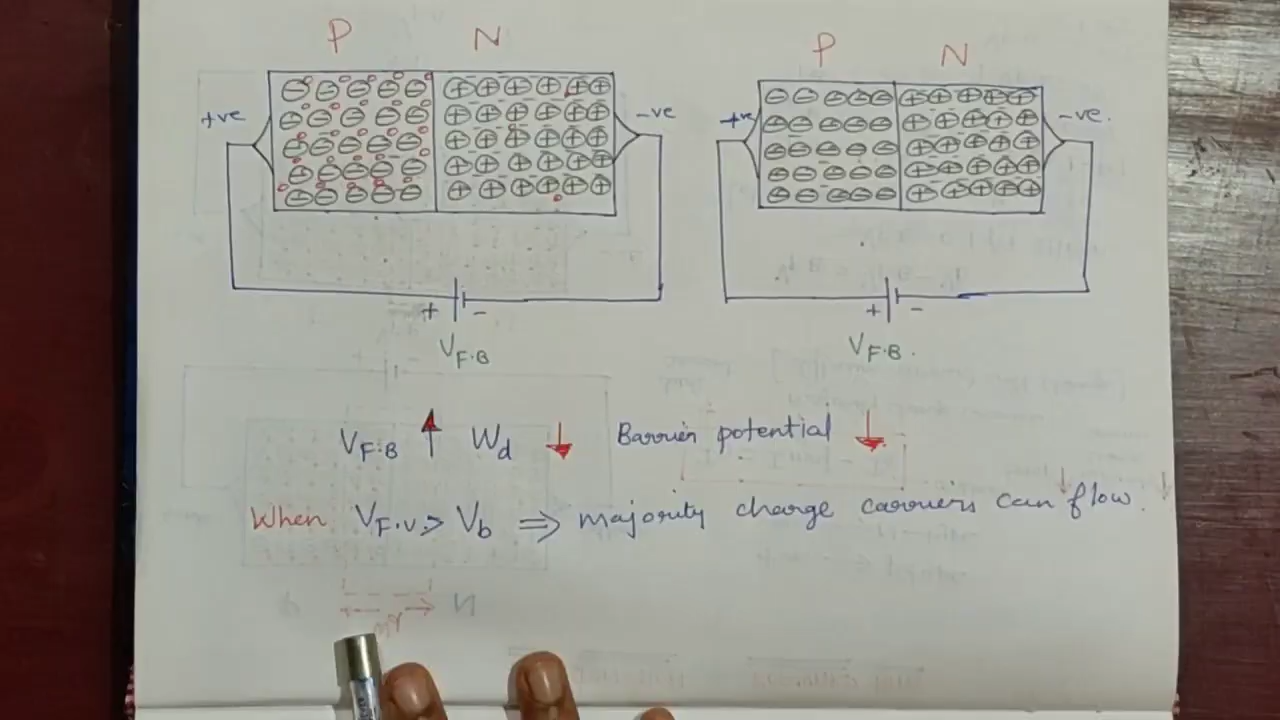 P N
P N
+ve -ve
+ve -ve.
+ -
+ -
VF.B
VF.B.
VF.B ↑ Wd ↓ Barrier potential ↓
When VF.V. > Vb ⇒ majority charge carriers can flow.
N